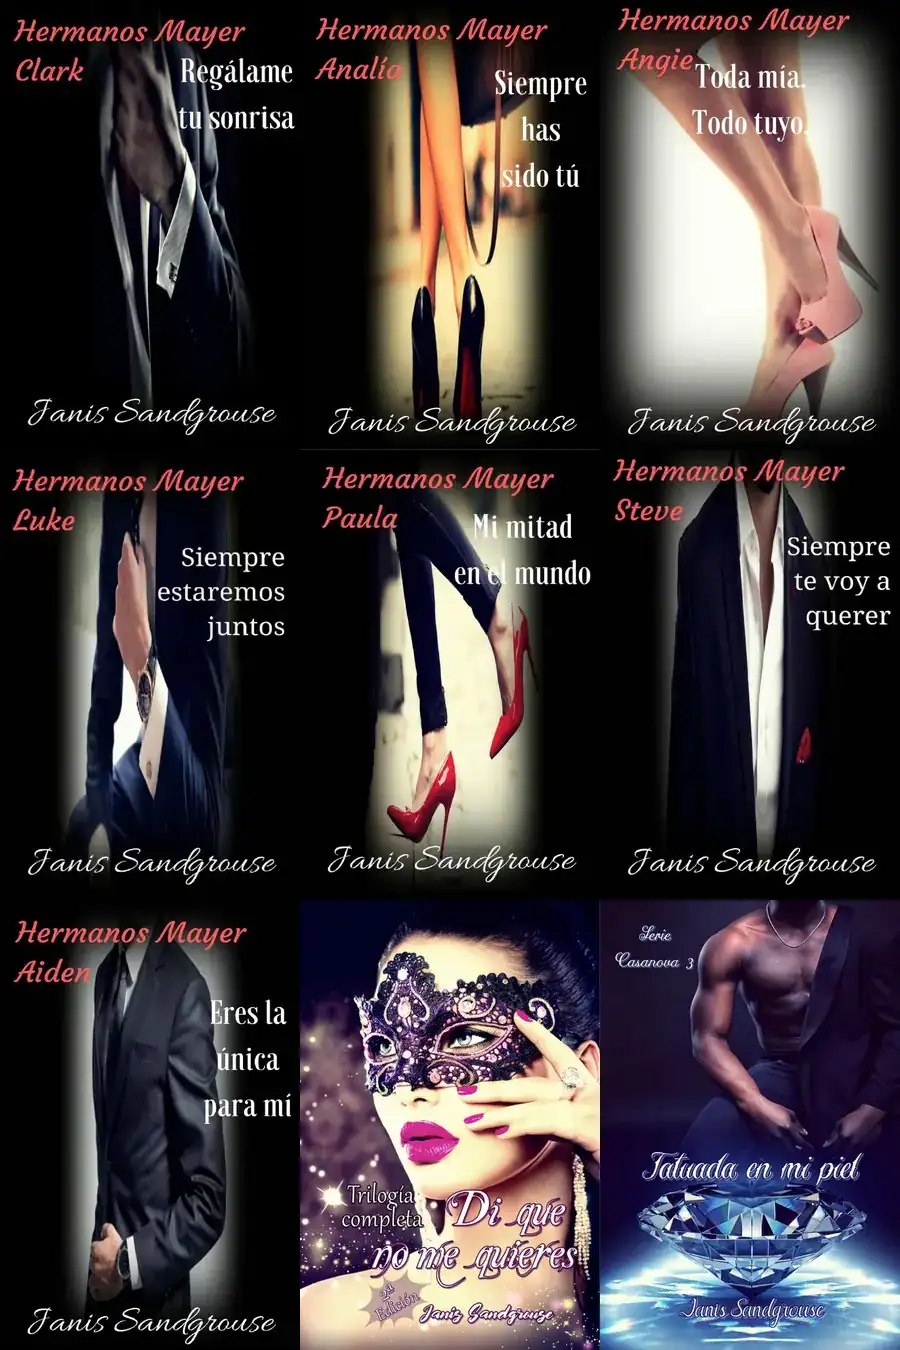 Hermanos Mayer
Clark
Regálame
tu sonrisa
Janis Sandgrouse
Hermanos Mayer
Analía
Siempre
has
sido tú
Janis Sandgrouse
Hermanos Mayer
Angie
Toda mía.
Todo tuyo.
Janis Sandgrouse
Hermanos Mayer
Luke
Siempre
estaremos
juntos
Janis Sandgrouse
Hermanos Mayer
Paula
Mi mitad
en el mundo
Janis Sandgrouse
Hermanos Mayer
Steve
Siempre
te voy a
querer
Janis Sandgrouse
Hermanos Mayer
Aiden
Eres la
única
para mí
Janis Sandgrouse
Trilogía
completa
Di que
no me quieres
2ª
Edición
Janis Sandgrouse
Serie
Casanova 3
Tatuada en mi piel
Janis Sandgrouse